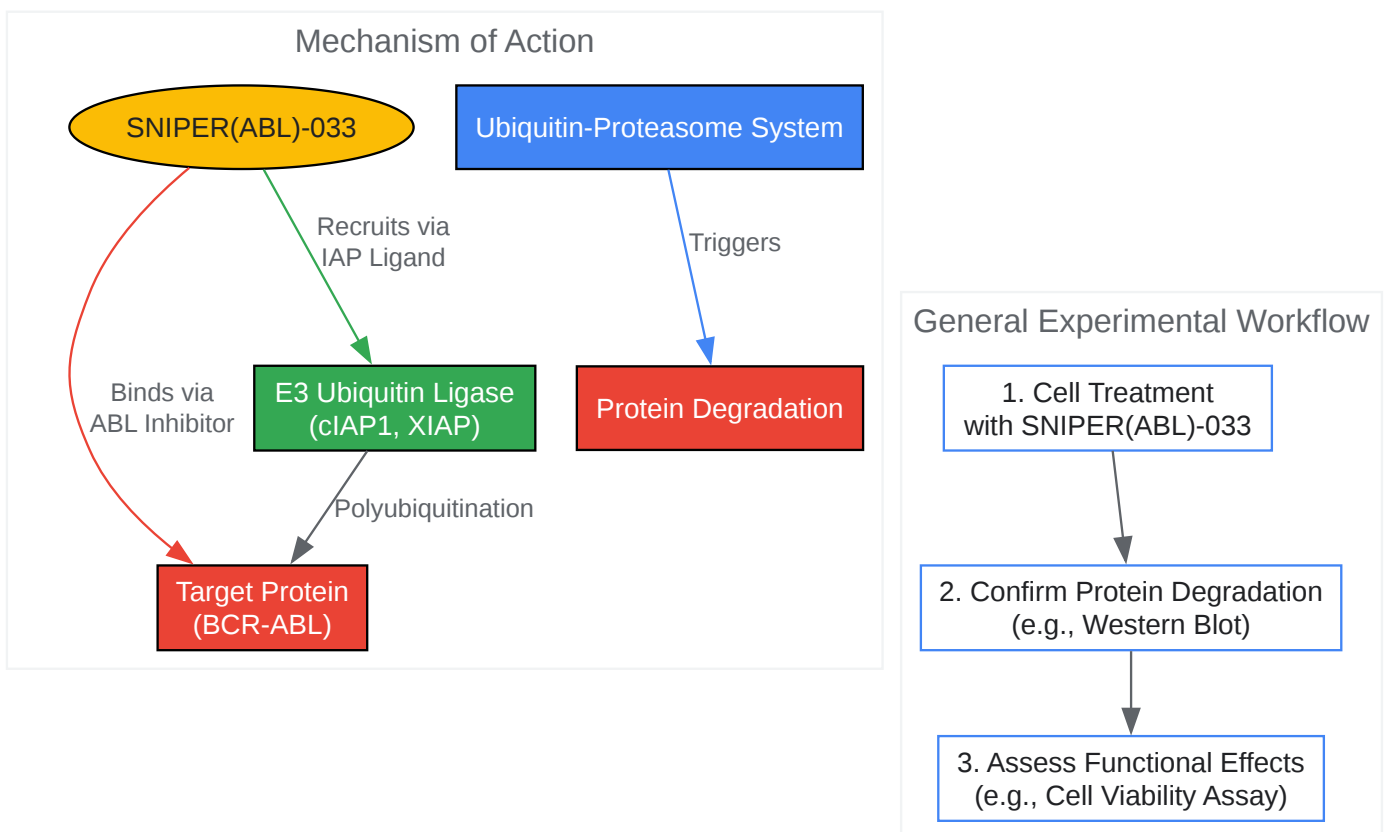 Mechanism of Action
SNIPER(ABL)-033
Ubiquitin-Proteasome System
Recruits via
IAP Ligand
Triggers
Binds via
ABL Inhibitor
E3 Ubiquitin Ligase
(cIAP1, XIAP)
Protein Degradation
Polyubiquitination
Target Protein
(BCR-ABL)
General Experimental Workflow
1. Cell Treatment
with SNIPER(ABL)-033
2. Confirm Protein Degradation
(e.g., Western Blot)
3. Assess Functional Effects
(e.g., Cell Viability Assay)